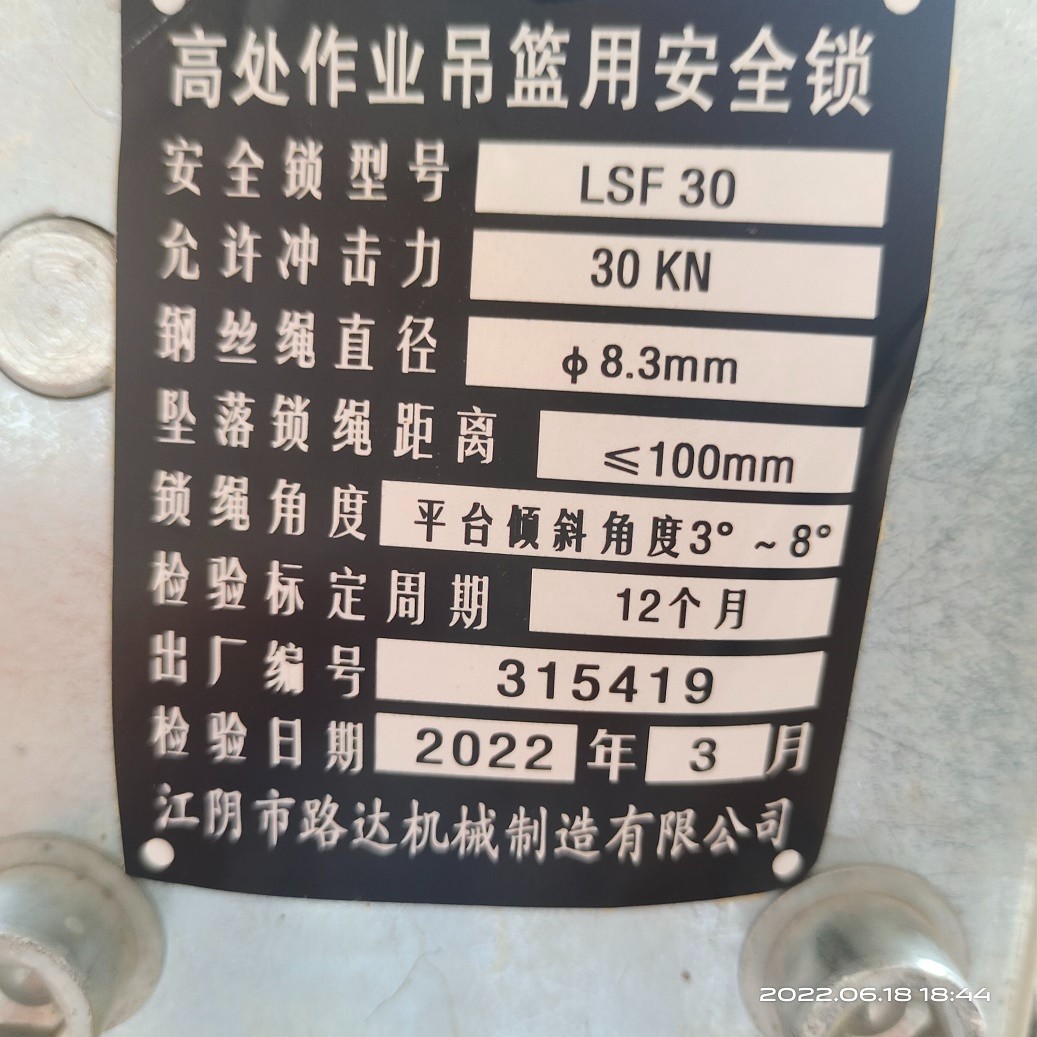 高处作业吊篮用安全锁
安全锁型号 LSF 30
允许冲击力 30 KN
钢丝绳直径 ф8.3mm
坠落锁绳距离 ≤100mm
锁绳角度 平台倾斜角度3° ~ 8°
检验标定周期 12个月
出厂编号 315419
检验日期 2022 年 3 月
江阴市路达机械制造有限公司
2022.06.18 18:44